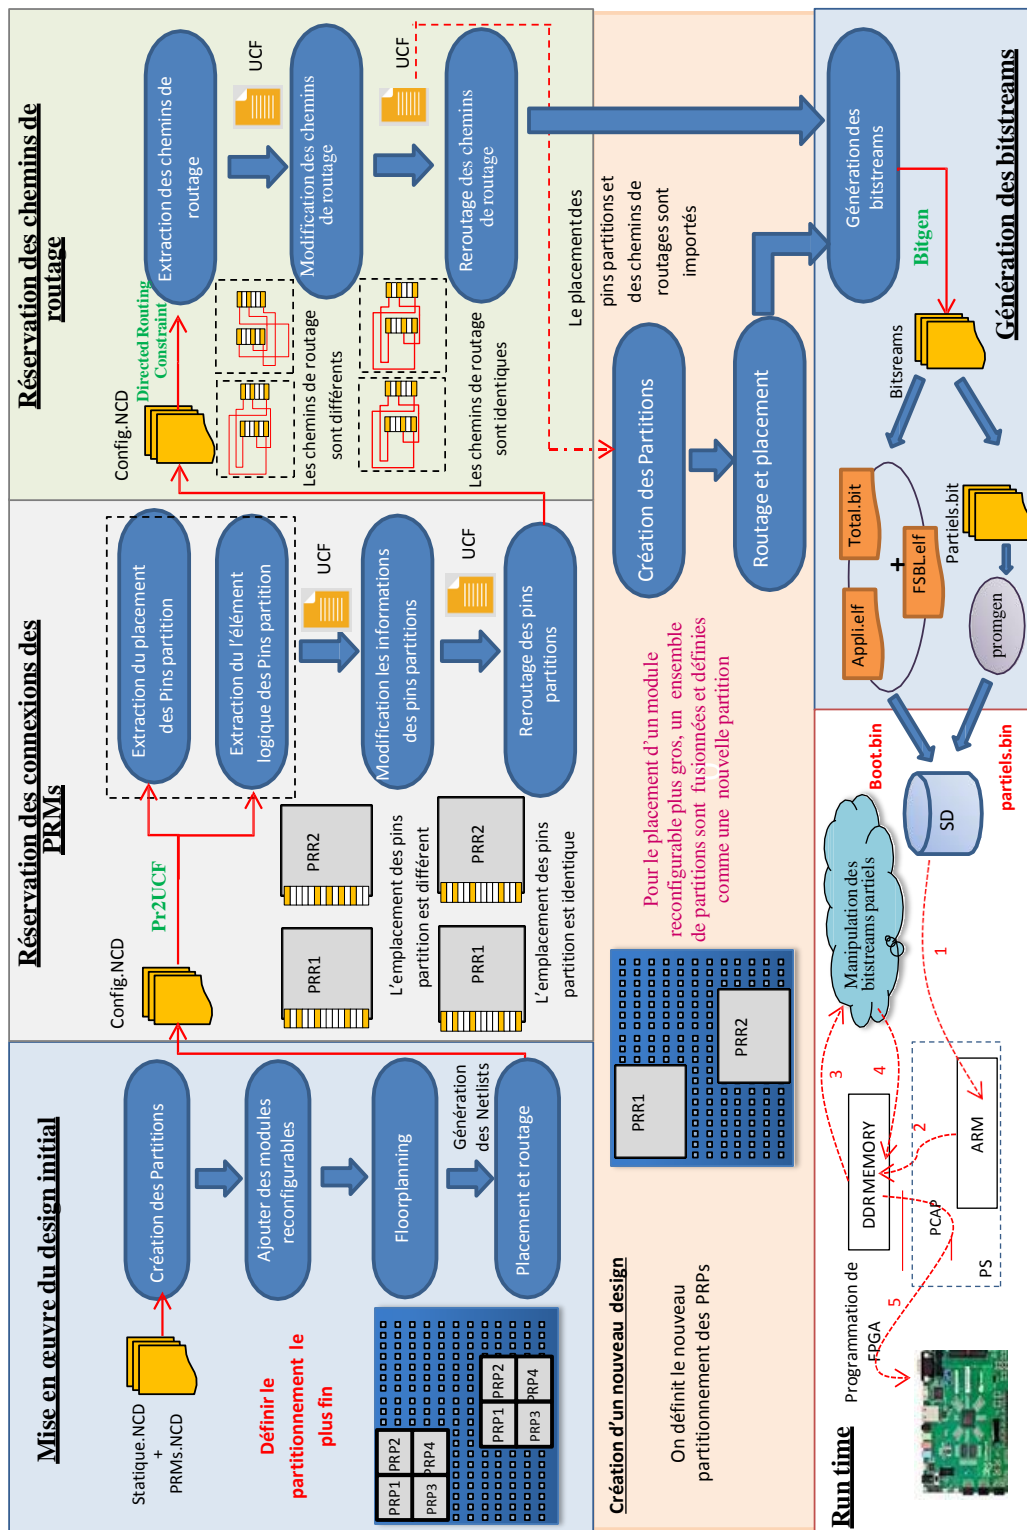 Mise en œuvre du design initial
Statique.NCD
+
PRMs.NCD
Création des Partitions
Ajouter des modules
reconfigurables
Floorplanning
Génération
des Netlists
Placement et routage
Définir le
partitionnement le
plus fin
PRP1
PRP2
PRP3
PRP4
PRP1
PRP2
PRP3
PRP4
Réservation des connexions des
PRMs
Config.NCD
Pr2UCF
Extraction du placement
des Pins partition
Extraction du l'élément
logique des Pins partition
UCF
Modification les informations
des pins partitions
UCF
Reroutage des pins
partitions
PRR1
PRR2
L'emplacement des pins
partition est différent
PRR1
PRR2
L'emplacement des pins
partition est identique
Réservation des chemins de
routage
Config.NCD
Directed Routing
Constraint
Extraction des chemins de
routage
UCF
Modification des chemins
de routage
UCF
Reroutage des chemins
de routage
Les chemins de routage
sont différents
Les chemins de routage
sont identiques
Création d'un nouveau design
On définit le nouveau
partitionnement des PRPs
PRR1
PRR2
Pour le placement d'un module
reconfigurable plus gros, un ensemble
de partitions sont fusionnées et définies
comme une nouvelle partition
Création des Partitions
Routage et placement
Le placement des
pins partitions et
des chemins de
routages sont
importés
Run time
Programmation de
FPGA
DDR MEMORY
PCAP
ARM
PS
1
2
3
4
5
Manipulation des
bitstreams partiels
SD
Boot.bin
partiels.bin
Génération des bitstreams
Génération des
bitstreams
Bitgen
Bitsreams
Appli.elf
Total.bit
+
FSBL.elf
Partiels.bit
promgen